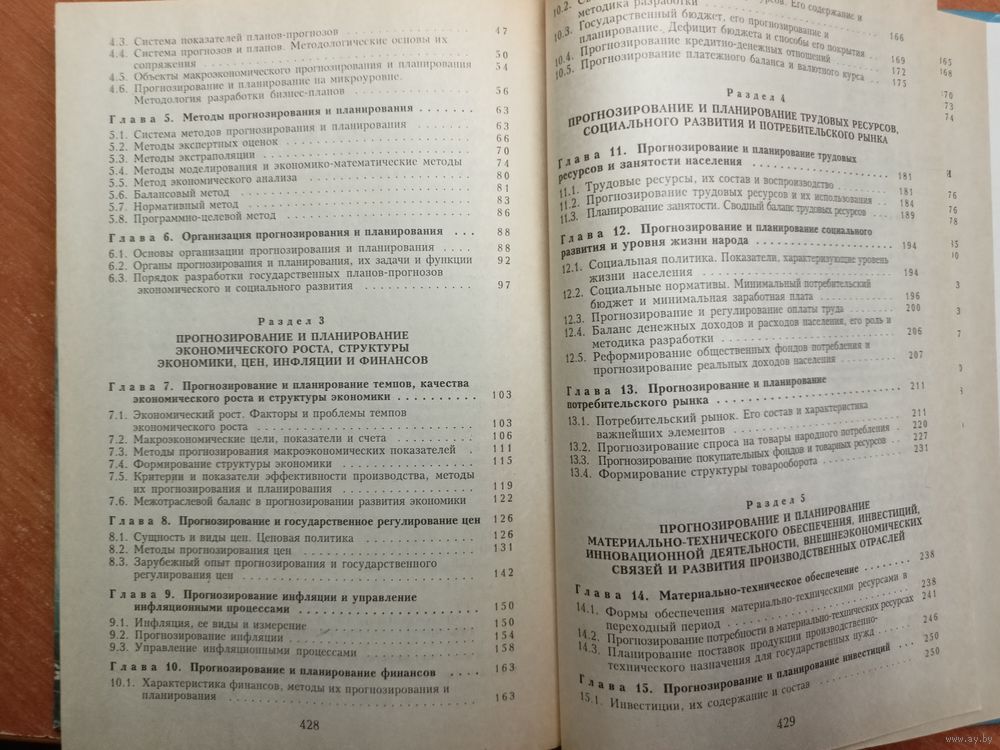 4.3. Система показателей планов-прогнозов . . . . . . . . . . . . 47
4.4. Система прогнозов и планов. Методологические основы их
сопряжения . . . . . . . . . . . . 50
4.5. Объекты макроэкономического прогнозирования и планирования 54
4.6. Прогнозирование и планирование на микроуровне.
Методология разработки бизнес-планов . . . . . . . . . . 56
Глава 5. Методы прогнозирования и планирования . . . . . . . 63
5.1. Система методов прогнозирования и планирования . . . . . . . 63
5.2. Методы экспертных оценок . . . . . . . . . . . . 66
5.3. Методы экстраполяции . . . . . . . . . . . . 70
5.4. Методы моделирования и экономико-математические методы 74
5.5. Метод экономического анализа . . . . . . . . . . . . 80
5.6. Балансовый метод . . . . . . . . . . . . 81
5.7. Нормативный метод . . . . . . . . . . . . 83
5.8. Программно-целевой метод . . . . . . . . . . . . 86
Глава 6. Организация прогнозирования и планирования . . . 88
6.1. Основы организации прогнозирования и планирования . . . . 88
6.2. Органы прогнозирования и планирования, их задачи и функции 92
6.3. Порядок разработки государственных планов-прогнозов
экономического и социального развития . . . . . . . . . . 97
Раздел 3
ПРОГНОЗИРОВАНИЕ И ПЛАНИРОВАНИЕ
ЭКОНОМИЧЕСКОГО РОСТА, СТРУКТУРЫ
ЭКОНОМИКИ, ЦЕН, ИНФЛЯЦИИ И ФИНАНСОВ
Глава 7. Прогнозирование и планирование темпов, качества
экономического роста и структуры экономики . . . . . . . . . . 103
7.1. Экономический рост. Факторы и проблемы темпов
экономического роста . . . . . . . . . . . . 103
7.2. Макроэкономические цели, показатели и счета . . . . . . . . . 106
7.3. Методы прогнозирования макроэкономических показателей . 111
7.4. Формирование структуры экономики . . . . . . . . . . . . 115
7.5. Критерии и показатели эффективности производства, методы
их прогнозирования и планирования . . . . . . . . . . . . 119
7.6. Межотраслевой баланс в прогнозировании развития экономики 122
Глава 8. Прогнозирование и государственное регулирование цен 126
8.1. Сущность и виды цен. Ценовая политика . . . . . . . . . . 126
8.2. Методы прогнозирования цен . . . . . . . . . . . . 131
8.3. Зарубежный опыт прогнозирования и государственного
регулирования цен . . . . . . . . . . . . 142
Глава 9. Прогнозирование инфляции и управление
инфляционными процессами . . . . . . . . . . . . 150
9.1. Инфляция, ее виды и измерение . . . . . . . . . . . . 150
9.2. Прогнозирование инфляции . . . . . . . . . . . . 154
9.3. Управление инфляционными процессами . . . . . . . . . . . . 158
Глава 10. Прогнозирование и планирование финансов . . . . 163
10.1. Характеристика финансов, методы их прогнозирования и
планирования . . . . . . . . . . . . 163
428
10.2. Его содержание и
методика разработки . . . . . . . . . . . . 166
10.3. Государственный бюджет, его прогнозирование и
планирование. Дефицит бюджета и способы его покрытия 169
10.4. Прогнозирование кредитно-денежных отношений . . . . . 172
10.5. Прогнозирование платежного баланса и валютного курса . . . 175
Раздел 4
ПРОГНОЗИРОВАНИЕ И ПЛАНИРОВАНИЕ ТРУДОВЫХ РЕСУРСОВ,
СОЦИАЛЬНОГО РАЗВИТИЯ И ПОТРЕБИТЕЛЬСКОГО РЫНКА
Глава 11. Прогнозирование и планирование трудовых
ресурсов и занятости населения . . . . . . . . . . . . 181
11.1. Трудовые ресурсы, их состав и воспроизводство . . . . . . . 181
11.2. Прогнозирование трудовых ресурсов и их использования . . 184
11.3. Планирование занятости. Сводный баланс трудовых ресурсов . . . 189
Глава 12. Прогнозирование и планирование социального
развития и уровня жизни народа . . . . . . . . . . . . 194
12.1. Социальная политика. Показатели, характеризующие уровень
жизни населения . . . . . . . . . . . . 194
12.2. Социальные нормативы. Минимальный потребительский
бюджет и минимальная заработная плата . . . . . . . . . . 196
12.3. Прогнозирование и регулирование оплаты труда . . . . . . . 200
12.4. Баланс денежных доходов и расходов населения, его роль и
методика разработки . . . . . . . . . . . . 206
12.5. Реформирование общественных фондов потребления и
прогнозирование реальных доходов населения . . . . . . . . 207
Глава 13. Прогнозирование и планирование
потребительского рынка . . . . . . . . . . . . 211
13.1. Потребительский рынок. Его состав и характеристика
важнейших элементов . . . . . . . . . . . . 211
13.2. Прогнозирование спроса на товары народного потребления . 220
13.3. Прогнозирование покупательных фондов и товарных ресурсов . . 227
13.4. Формирование структуры товарооборота . . . . . . . . . . 231
Раздел 5
ПРОГНОЗИРОВАНИЕ И ПЛАНИРОВАНИЕ
МАТЕРИАЛЬНО-ТЕХНИЧЕСКОГО ОБЕСПЕЧЕНИЯ, ИНВЕСТИЦИЙ,
ИННОВАЦИОННОЙ ДЕЯТЕЛЬНОСТИ, ВНЕШНЕЭКОНОМИЧЕСКИХ
СВЯЗЕЙ И РАЗВИТИЯ ПРОИЗВОДСТВЕННЫХ ОТРАСЛЕЙ
Глава 14. Материально-техническое обеспечение . . . . . . . 238
14.1. Формы обеспечения материально-техническими ресурсами в
переходный период . . . . . . . . . . . . 238
14.2. Прогнозирование потребности в материально-технических ресурсах 241
14.3. Планирование поставок продукции производственно-
технического назначения для государственных нужд . . . . 246
Глава 15. Прогнозирование и планирование инвестиций . . . 250
15.1. Инвестиции, их содержание и состав . . . . . . . . . . . . 250
429
165
168
70
73
74
76
76
78
www.ay.by